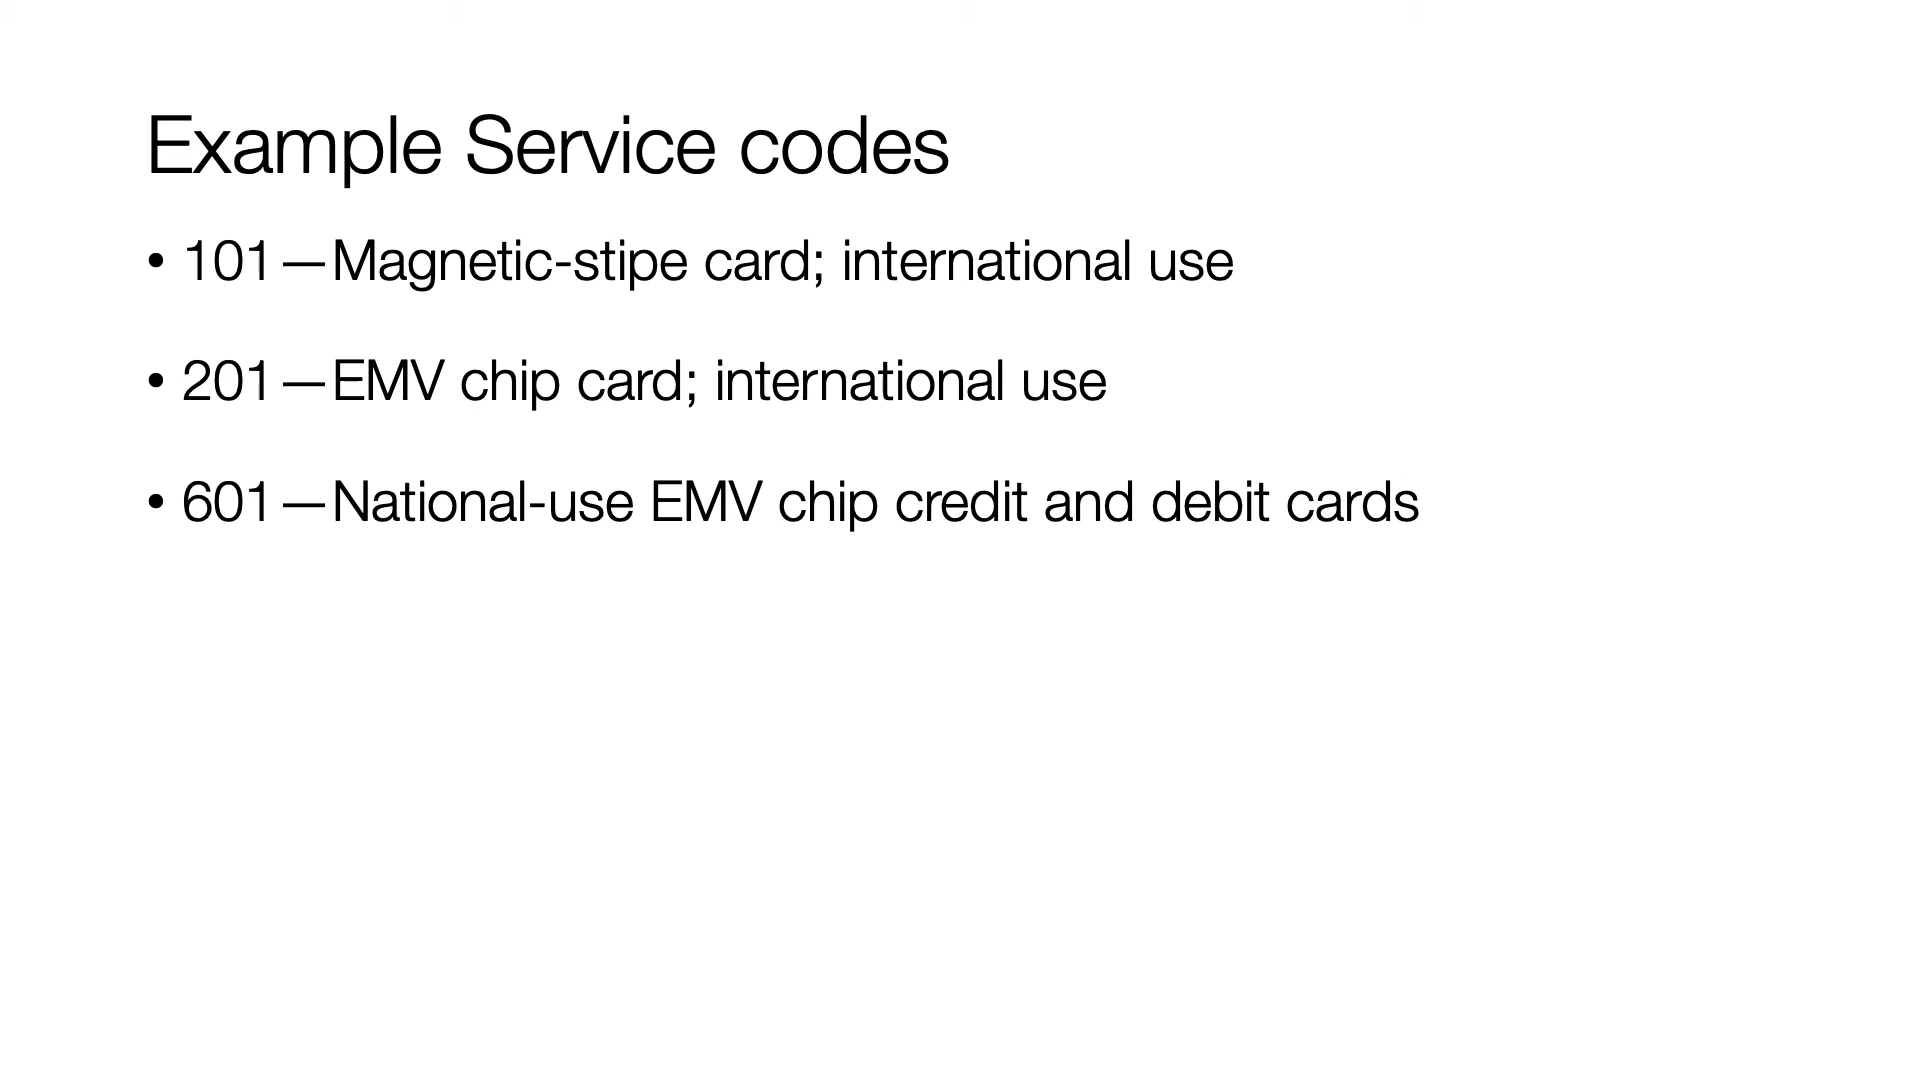 Example Service codes
• 101—Magnetic-stipe card; international use
• 201—EMV chip card; international use
• 601—National-use EMV chip credit and debit cards